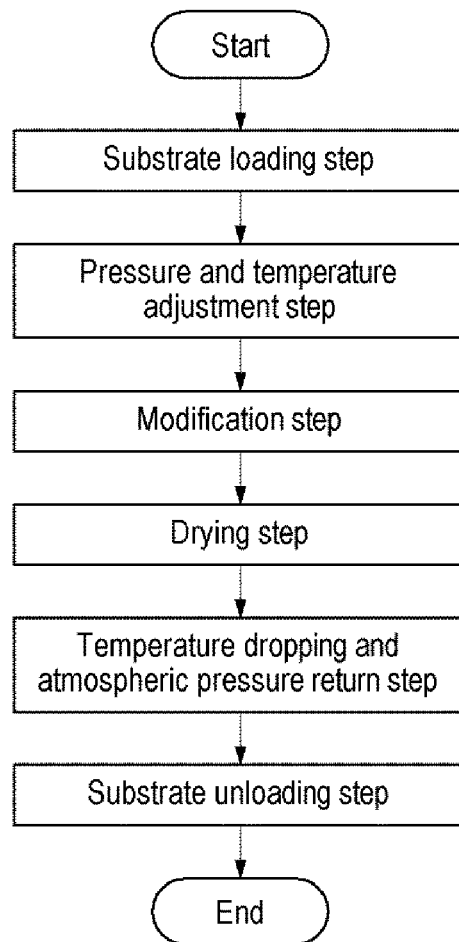 Start
Substrate loading step
Pressure and temperature
adjustment step
Modification step
Drying step
Temperature dropping and
atmospheric pressure return step
Substrate unloading step
End